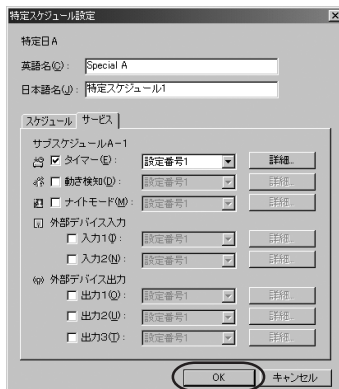 特定スケジュール設定
特定日A
英語名(C): Special A
日本語名(J): 特定スケジュール1
スケジュール サービス
サブスケジュールA-1
タイマー(E): 設定番号1 詳細...
動き検知(D): 設定番号1 詳細...
ナイトモード(M): 設定番号1 詳細...
外部デバイス入力
入力1(I): 設定番号1 詳細...
入力2(N): 設定番号1 詳細...
外部デバイス出力
出力1(O): 設定番号1 詳細...
出力2(U): 設定番号1 詳細...
出力3(T): 設定番号1 詳細...
OK キャンセル